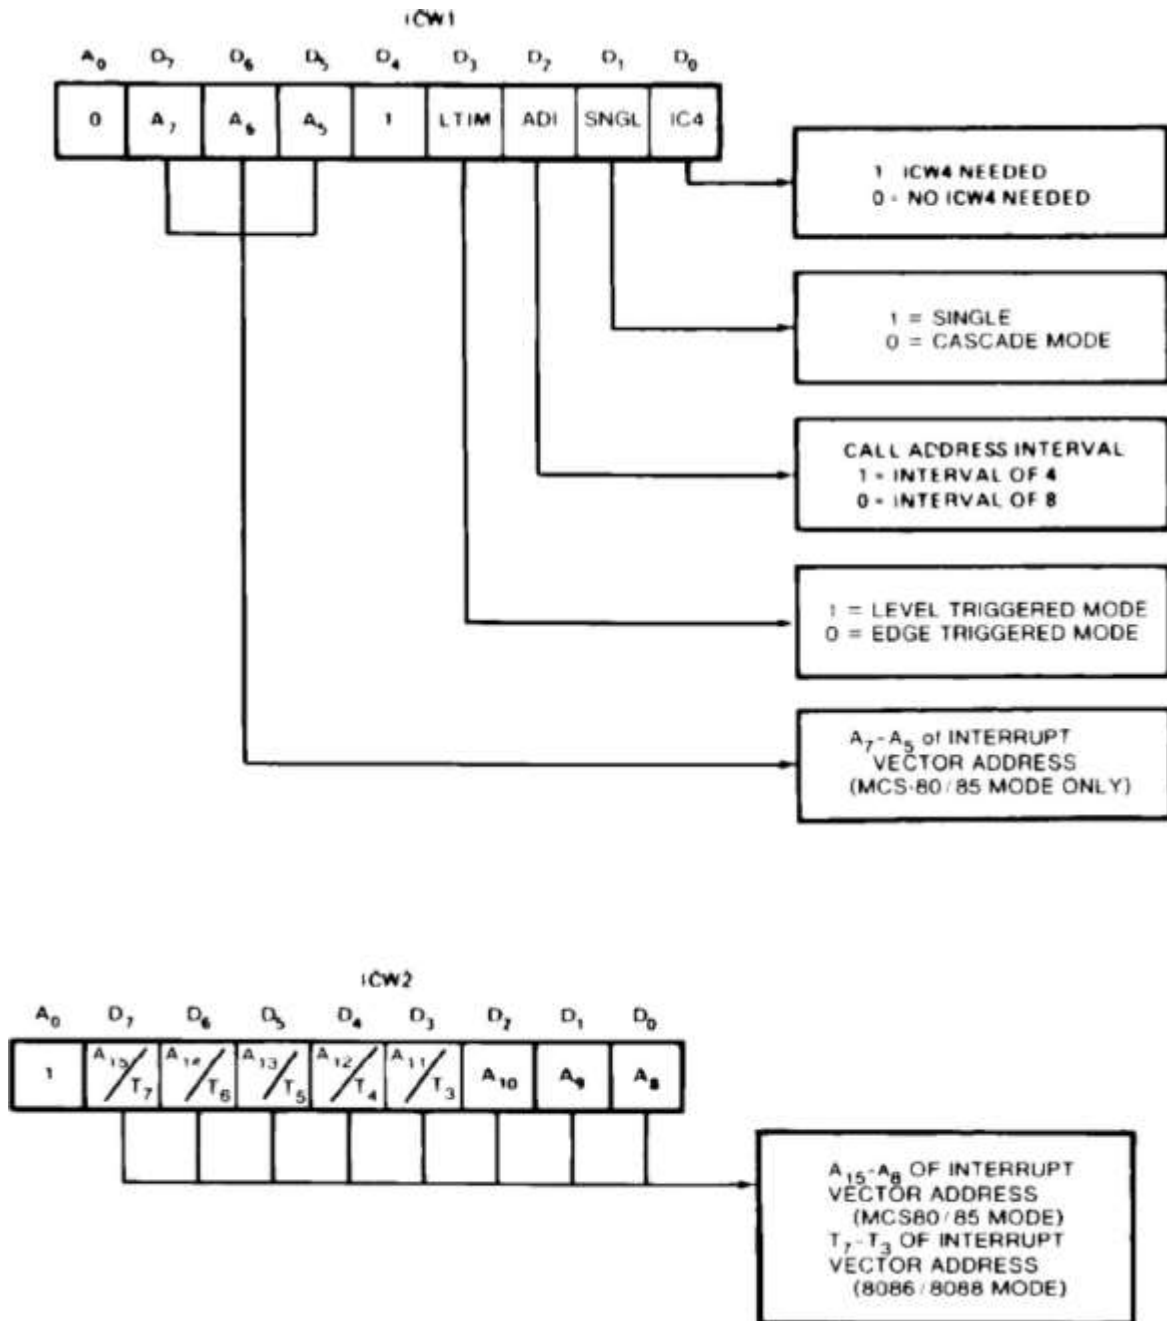 ICW1
A0 D7 D6 D5 D4 D3 D2 D1 D0
0 A7 A6 A5 1 LTIM ADI SNGL IC4
1 ICW4 NEEDED
0 - NO ICW4 NEEDED
1 = SINGLE
0 = CASCADE MODE
CALL ADDRESS INTERVAL
1 - INTERVAL OF 4
0 - INTERVAL OF 8
1 = LEVEL TRIGGERED MODE
0 = EDGE TRIGGERED MODE
A7-A5 of INTERRUPT
VECTOR ADDRESS
(MCS-80/85 MODE ONLY)
ICW2
A0 D7 D6 D5 D4 D3 D2 D1 D0
1 A15/T7 A14/T6 A13/T5 A12/T4 A11/T3 A10 A9 A8
A15-A8 OF INTERRUPT
VECTOR ADDRESS
(MCS80/85 MODE)
T7-T3 OF INTERRUPT
VECTOR ADDRESS
(8086/8088 MODE)